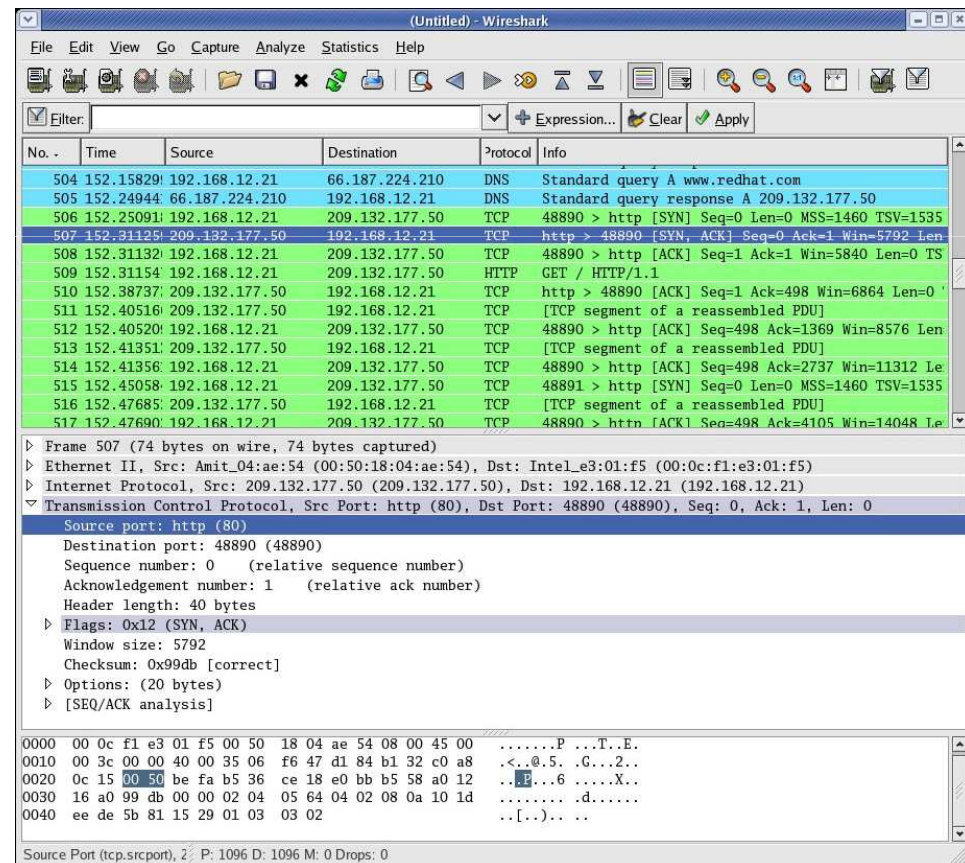 (Untitled) - Wireshark
File Edit View Go Capture Analyze Statistics Help
Filter: Expression... Clear Apply
No. . Time Source Destination Protocol Info
504 152.15829 192.168.12.21 66.187.224.210 DNS Standard query A www.redhat.com
505 152.24944 66.187.224.210 192.168.12.21 DNS Standard query response A 209.132.177.50
506 152.25091 192.168.12.21 209.132.177.50 TCP 48890 > http [SYN] Seq=0 Len=0 MSS=1460 TSV=1535
507 152.31125 209.132.177.50 192.168.12.21 TCP http > 48890 [SYN, ACK] Seq=0 Ack=1 Win=5792 Len
508 152.31132 192.168.12.21 209.132.177.50 TCP 48890 > http [ACK] Seq=1 Ack=1 Win=5840 Len=0 TS
509 152.31154 192.168.12.21 209.132.177.50 HTTP GET / HTTP/1.1
510 152.38737 209.132.177.50 192.168.12.21 TCP http > 48890 [ACK] Seq=1 Ack=498 Win=6864 Len=0
511 152.40516 209.132.177.50 192.168.12.21 TCP [TCP segment of a reassembled PDU]
512 152.40520 192.168.12.21 209.132.177.50 TCP 48890 > http [ACK] Seq=498 Ack=1369 Win=8576 Len
513 152.41351 209.132.177.50 192.168.12.21 TCP [TCP segment of a reassembled PDU]
514 152.41356 192.168.12.21 209.132.177.50 TCP 48890 > http [ACK] Seq=498 Ack=2737 Win=11312 Le
515 152.45058 192.168.12.21 209.132.177.50 TCP 48891 > http [SYN] Seq=0 Len=0 MSS=1460 TSV=1535
516 152.47685 209.132.177.50 192.168.12.21 TCP [TCP segment of a reassembled PDU]
517 152.47690 192.168.12.21 209.132.177.50 TCP 48890 > http [ACK] Seq=498 Ack=4105 Win=14048 Le
Frame 507 (74 bytes on wire, 74 bytes captured)
Ethernet II, Src: Amit_04:ae:54 (00:50:18:04:ae:54), Dst: Intel_e3:01:f5 (00:0c:f1:e3:01:f5)
Internet Protocol, Src: 209.132.177.50 (209.132.177.50), Dst: 192.168.12.21 (192.168.12.21)
Transmission Control Protocol, Src Port: http (80), Dst Port: 48890 (48890), Seq: 0, Ack: 1, Len: 0
Source port: http (80)
Destination port: 48890 (48890)
Sequence number: 0 (relative sequence number)
Acknowledgement number: 1 (relative ack number)
Header length: 40 bytes
Flags: 0x12 (SYN, ACK)
Window size: 5792
Checksum: 0x99db [correct]
Options: (20 bytes)
[SEQ/ACK analysis]
0000 00 0c f1 e3 01 f5 00 50 18 04 ae 54 08 00 45 00 .......P ...T..E.
0010 00 3c 00 00 40 00 35 06 f6 47 d1 84 b1 32 c0 a8 .<..@.5. .G...2..
0020 0c 15 00 50 be fa b5 36 ce 18 e0 bb b5 58 a0 12 ...P...6 .....X..
0030 16 a0 99 db 00 00 02 04 05 64 04 02 08 0a 10 1d ........ .d......
0040 ee de 5b 81 15 29 01 03 03 02 ..[..).. ..
Source Port (tcp.srcport), 2 P: 1096 D: 1096 M: 0 Drops: 0